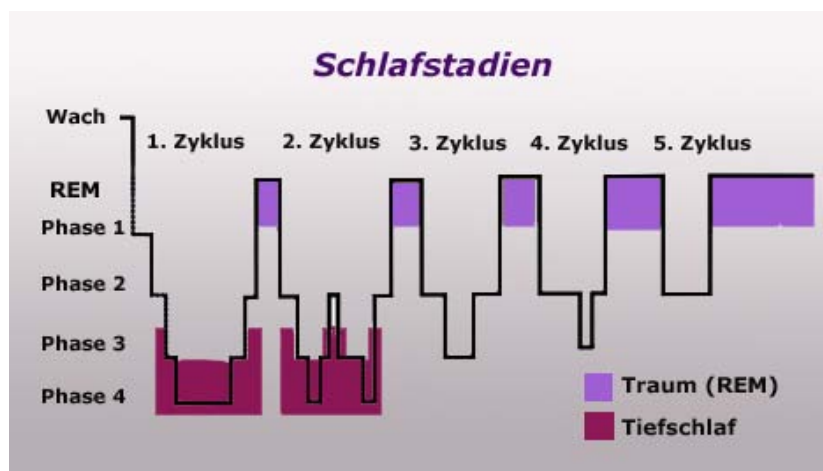 Schlafstadien
Wach
1. Zyklus 2. Zyklus 3. Zyklus 4. Zyklus 5. Zyklus
REM
Phase 1
Phase 2
Phase 3
Phase 4
Traum (REM)
Tiefschlaf